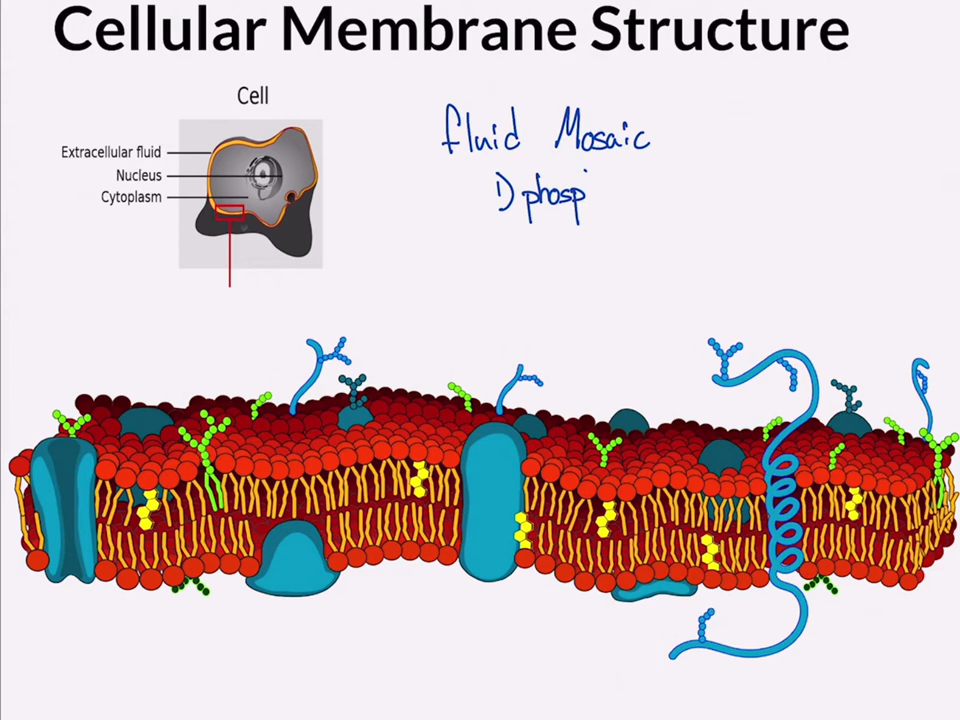 Cellular Membrane Structure
Cell
fluid Mosaic
Extracellular fluid
Nucleus
1) phosp
Cytoplasm